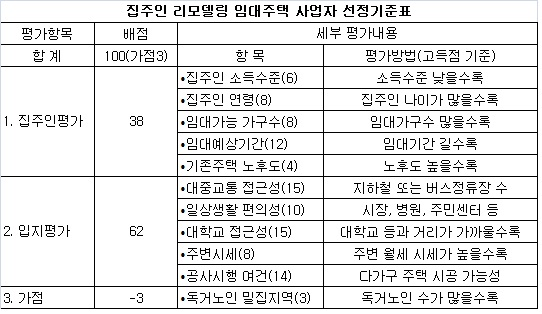 집주인 리모델링 임대주택 사업자 선정기준표
평가항목 배점 세부 평가내용
합 계 100(가점3) 항 목 평가방법(고득점 기준)
1. 집주인평가 38 •집주인 소득수준(6) 소득수준 낮을수록
•집주인 연령(8) 집주인 나이가 많을수록
•임대가능 가구수(8) 임대가구수 많을수록
•임대예상기간(12) 임대기간 길수록
•기존주택 노후도(4) 노후도 높을수록
2. 입지평가 62 •대중교통 접근성(15) 지하철 또는 버스정류장 수
•일상생활 편의성(10) 시장, 병원, 주민센터 등
•대학교 접근성(15) 대학교 등과 거리가 가까울수록
•주변시세(8) 주변 월세 시세가 높을수록
•공사시행 여건(14) 다가구 주택 시공 가능성
3. 가점 -3 •독거노인 밀집지역(3) 독거노인 수가 많을수록